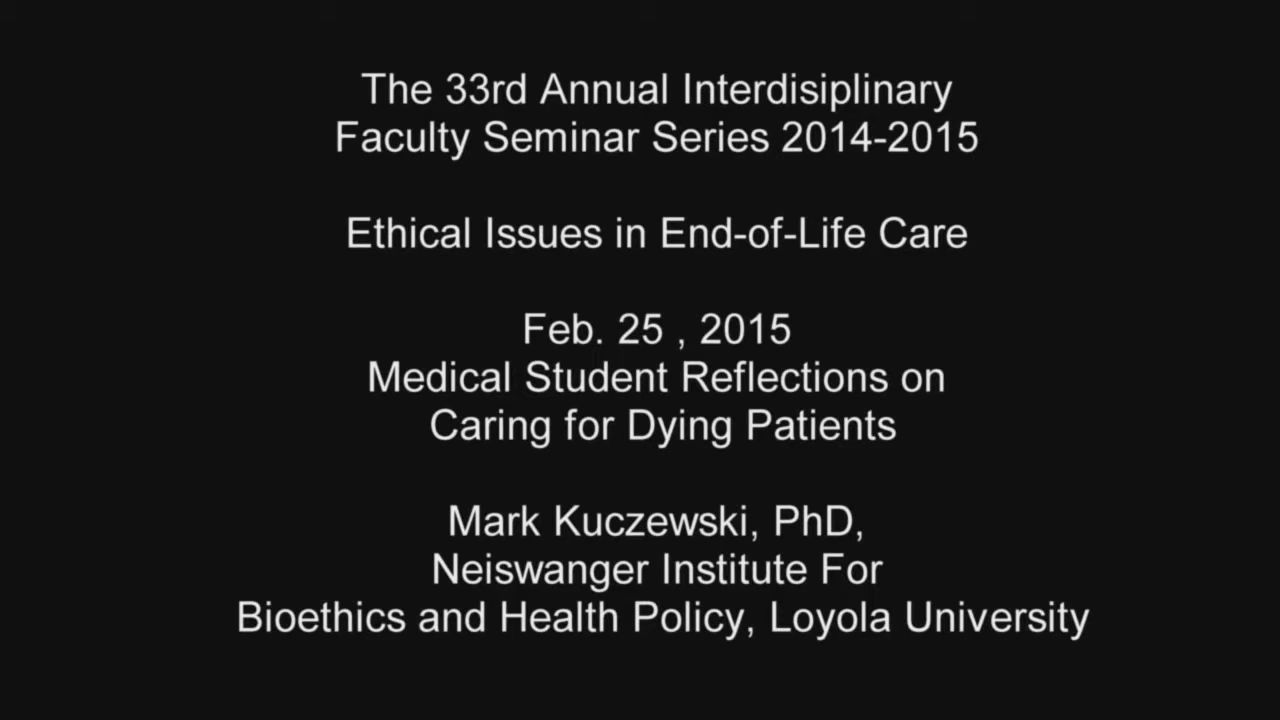 The 33rd Annual Interdisiplinary
Faculty Seminar Series 2014-2015
Ethical Issues in End-of-Life Care
Feb. 25 , 2015
Medical Student Reflections on
Caring for Dying Patients
Mark Kuczewski, PhD,
Neiswanger Institute For
Bioethics and Health Policy, Loyola University